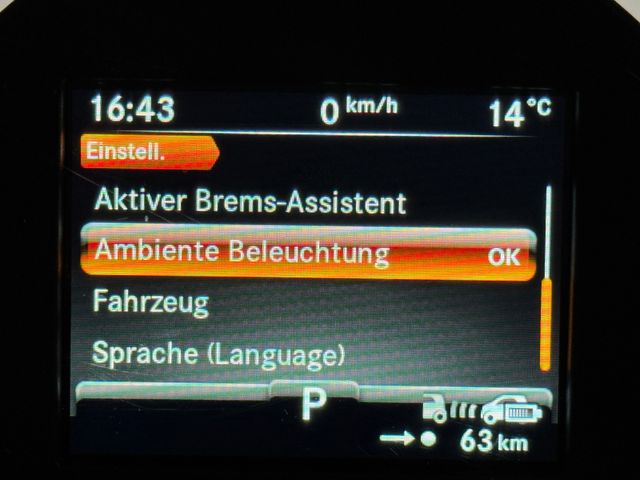 16:43 0 km/h 14°C
Einstell.
Aktiver Brems-Assistent
Ambiente Beleuchtung OK
Fahrzeug
Sprache (Language)
P
63 km